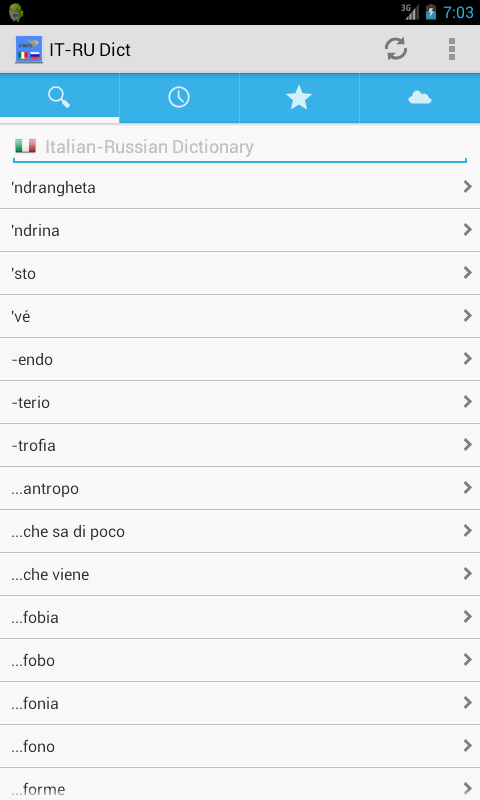 3G
7:03
IT-RU Dict
Italian-Russian Dictionary
'ndrangheta
'ndrina
'sto
'vé
-endo
-terio
-trofia
...antropo
...che sa di poco
...che viene
...fobia
...fobo
...fonia
...fono
...forme